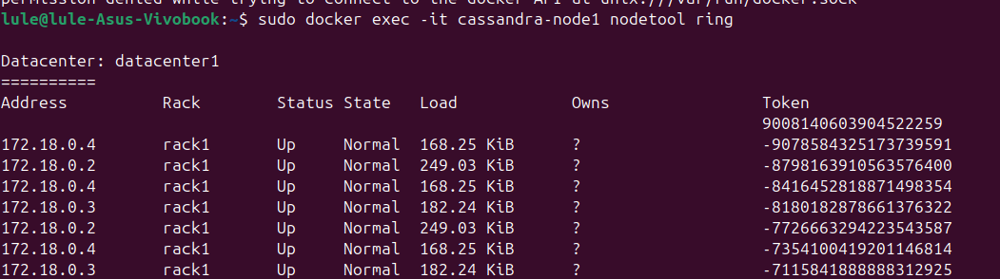 permission denied while trying to connect to the docker API at unix:///var/run/docker.sock
lule@lule-Asus-Vivobook:~$ sudo docker exec -it cassandra-node1 nodetool ring
Datacenter: datacenter1
==========
Address Rack Status State Load Owns Token
9008140603904522259
172.18.0.4 rack1 Up Normal 168.25 KiB ? -9078584325173739591
172.18.0.2 rack1 Up Normal 249.03 KiB ? -8798163910563576400
172.18.0.4 rack1 Up Normal 168.25 KiB ? -8416452818871498354
172.18.0.3 rack1 Up Normal 182.24 KiB ? -8180182878661376322
172.18.0.2 rack1 Up Normal 249.03 KiB ? -7726663294223543587
172.18.0.4 rack1 Up Normal 168.25 KiB ? -7354100419201146814
172.18.0.3 rack1 Up Normal 182.24 KiB ? -7115841888888312925